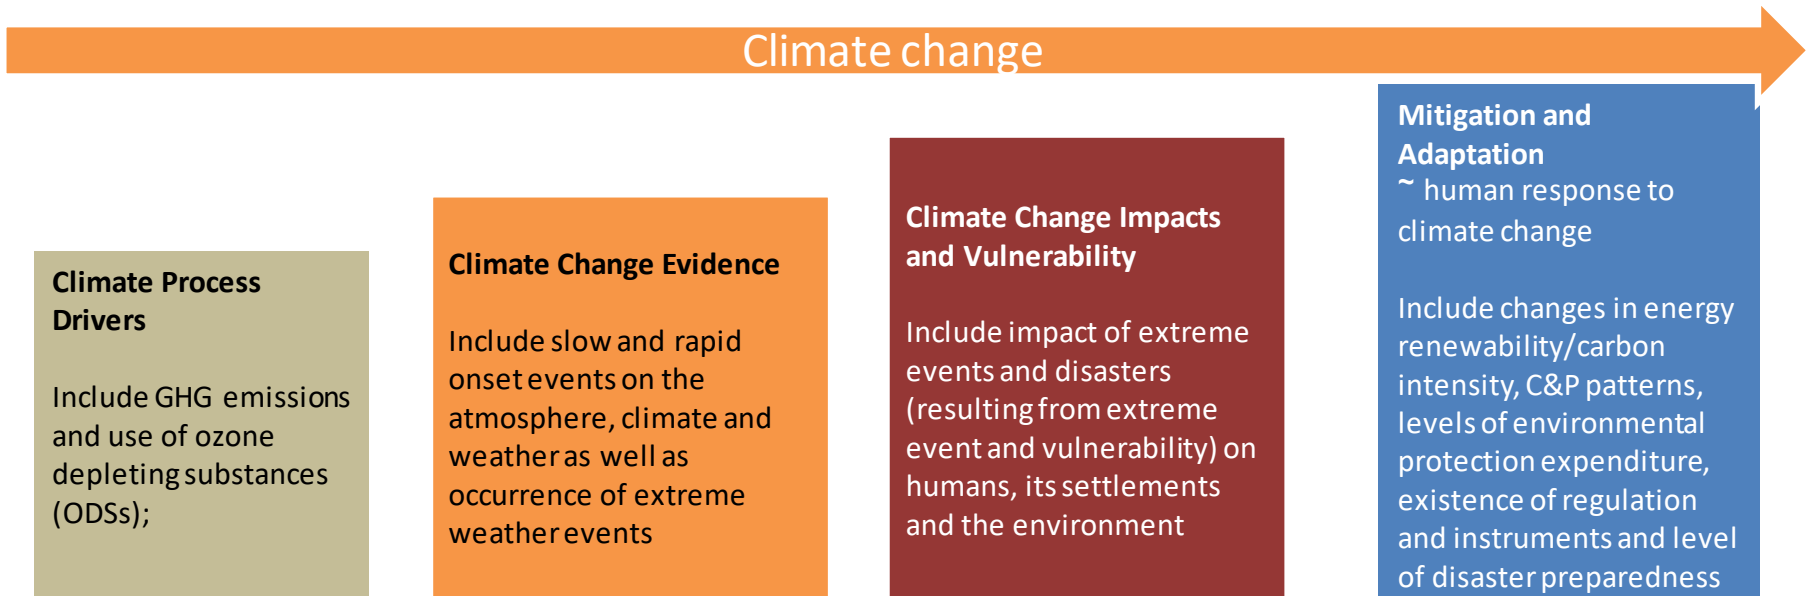 Climate change
Climate Process
Drivers
Include GHG emissions
and use of ozone
depleting substances
(ODSs);
Climate Change Evidence
Include slow and rapid
onset events on the
atmosphere, climate and
weather as well as
occurrence of extreme
weather events
Climate Change Impacts
and Vulnerability
Include impact of extreme
events and disasters
(resulting from extreme
event and vulnerability) on
humans, its settlements
and the environment
Mitigation and
Adaptation
~ human response to
climate change
Include changes in energy
renewability/carbon
intensity, C&P patterns,
levels of environmental
protection expenditure,
existence of regulation
and instruments and level
of disaster preparedness